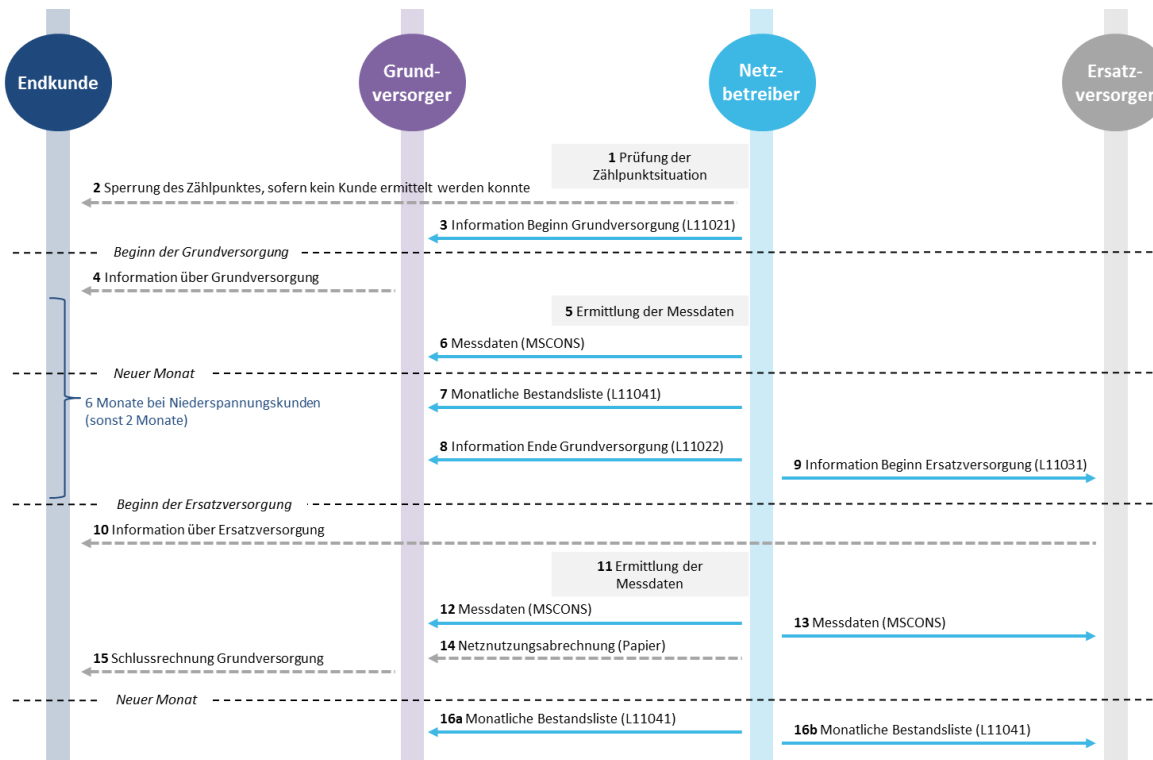 Endkunde
Grund-
versorger
Netz-
betreiber
Ersatz-
versorger
1 Prüfung der
Zählpunktsituation
2 Sperrung des Zählpunktes, sofern kein Kunde ermittelt werden konnte
3 Information Beginn Grundversorgung (L11021)
Beginn der Grundversorgung
4 Information über Grundversorgung
5 Ermittlung der Messdaten
6 Messdaten (MSCONS)
Neuer Monat
7 Monatliche Bestandsliste (L11041)
6 Monate bei Niederspannungskunden
(sonst 2 Monate)
8 Information Ende Grundversorgung (L11022)
9 Information Beginn Ersatzversorgung (L11031)
Beginn der Ersatzversorgung
10 Information über Ersatzversorgung
11 Ermittlung der
Messdaten
12 Messdaten (MSCONS)
13 Messdaten (MSCONS)
14 Netznutzungsabrechnung (Papier)
15 Schlussrechnung Grundversorgung
Neuer Monat
16a Monatliche Bestandsliste (L11041)
16b Monatliche Bestandsliste (L11041)